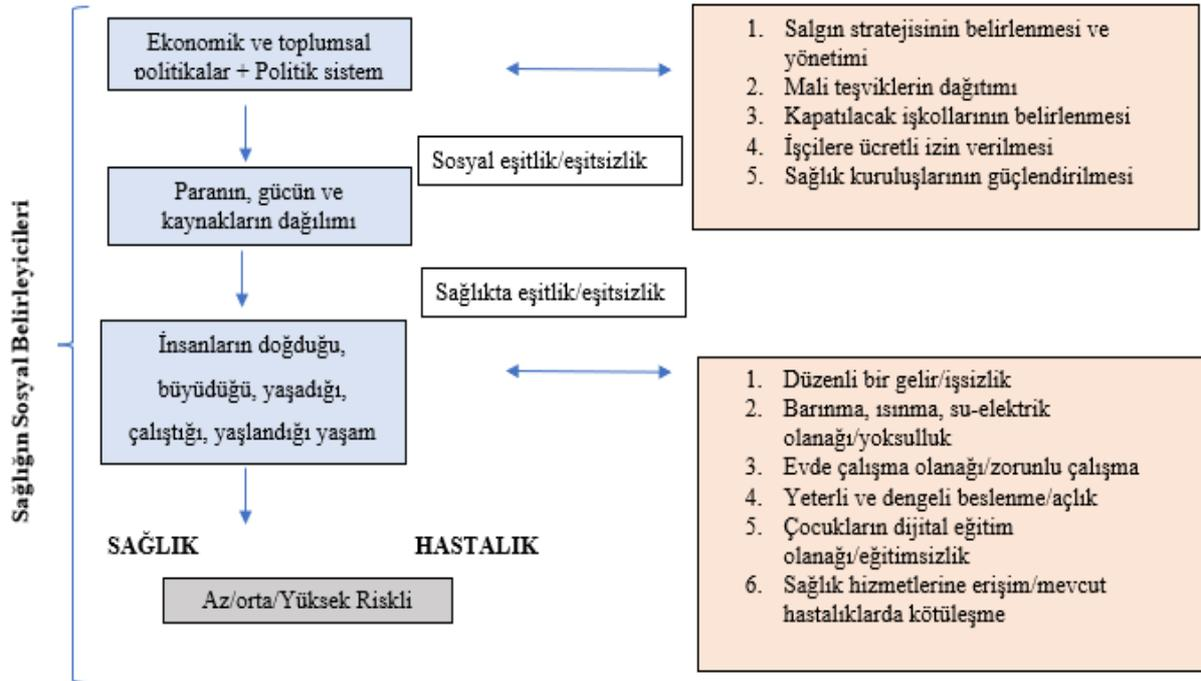 Sağlığın Sosyal Belirleyicileri
Ekonomik ve toplumsal
politikalar + Politik sistem
Paranın, gücün ve
kaynakların dağılımı
İnsanların doğduğu,
büyüdüğü, yaşadığı,
çalıştığı, yaşlandığı yaşam
SAĞLIK HASTALIK
Az/orta/Yüksek Riskli
Sosyal eşitlik/eşitsizlik
Sağlıkta eşitlik/eşitsizlik
1. Salgın stratejisinin belirlenmesi ve
yönetimi
2. Mali teşviklerin dağıtımı
3. Kapatılacak işkollarının belirlenmesi
4. İşçilere ücretli izin verilmesi
5. Sağlık kuruluşlarının güçlendirilmesi
1. Düzenli bir gelir/işsizlik
2. Barınma, ısınma, su-elektrik
olanağı/yoksulluk
3. Evde çalışma olanağı/zorunlu çalışma
4. Yeterli ve dengeli beslenme/açlık
5. Çocukların dijital eğitim
olanağı/eğitimsizlik
6. Sağlık hizmetlerine erişim/mevcut
hastalıklarda kötüleşme